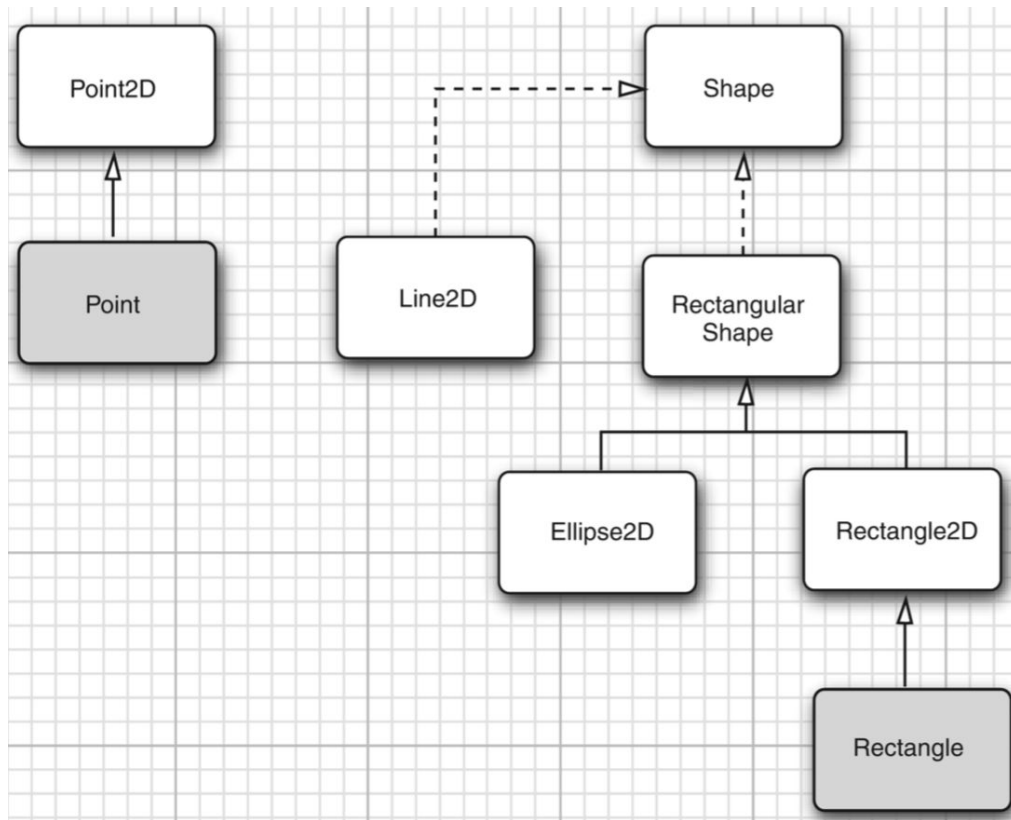 Point2D
Shape
Point
Line2D
Rectangular
Shape
Ellipse2D
Rectangle2D
Rectangle